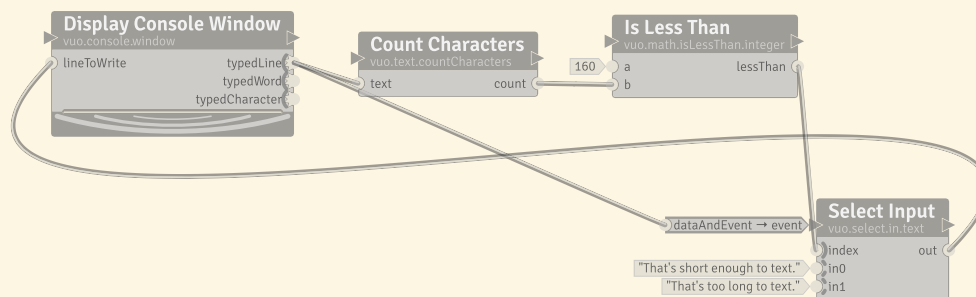 Display Console Window
vuo.console.window
lineToWrite
typedLine
typedWord
typedCharacter
Count Characters
vuo.text.countCharacters
text
count
Is Less Than
vuo.math.isLessThan.integer
160
a
lessThan
b
dataAndEvent → event
Select Input
vuo.select.in.text
index
out
"That's short enough to text."
in0
"That's too long to text."
in1